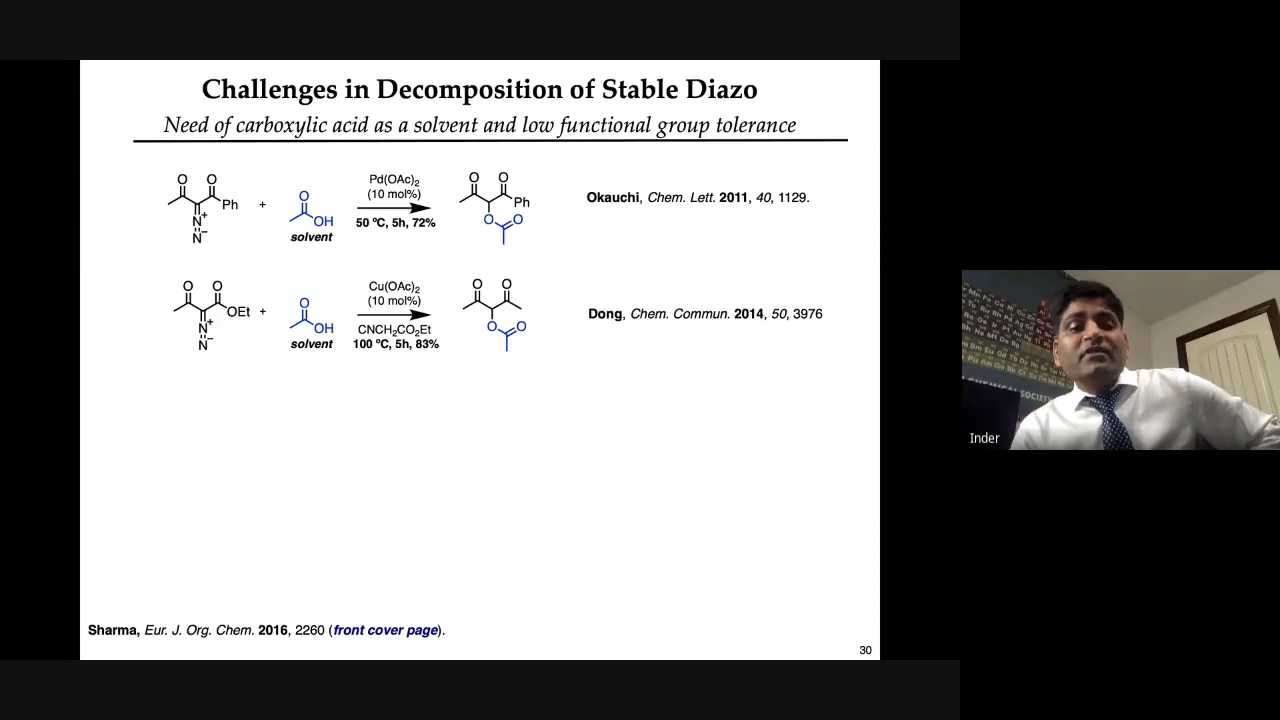 Challenges in Decomposition of Stable Diazo
Need of carboxylic acid as a solvent and low functional group tolerance
O O
Ph
N+
N−
+
O
OH
solvent
Pd(OAc)2
(10 mol%)
50 ºC, 5h, 72%
O O
Ph
O O
Okauchi, Chem. Lett. 2011, 40, 1129.
O O
OEt
N+
N−
+
O
OH
solvent
Cu(OAc)2
(10 mol%)
CNCH2CO2Et
100 ºC, 5h, 83%
O O
O O
Dong, Chem. Commun. 2014, 50, 3976
Sharma, Eur. J. Org. Chem. 2016, 2260 (front cover page).
30
Inder